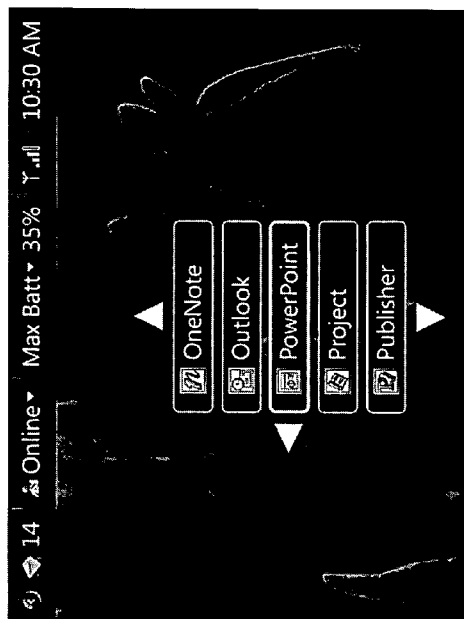 14 Online Max Batt 35% 10:30 AM
OneNote
Outlook
PowerPoint
Project
Publisher